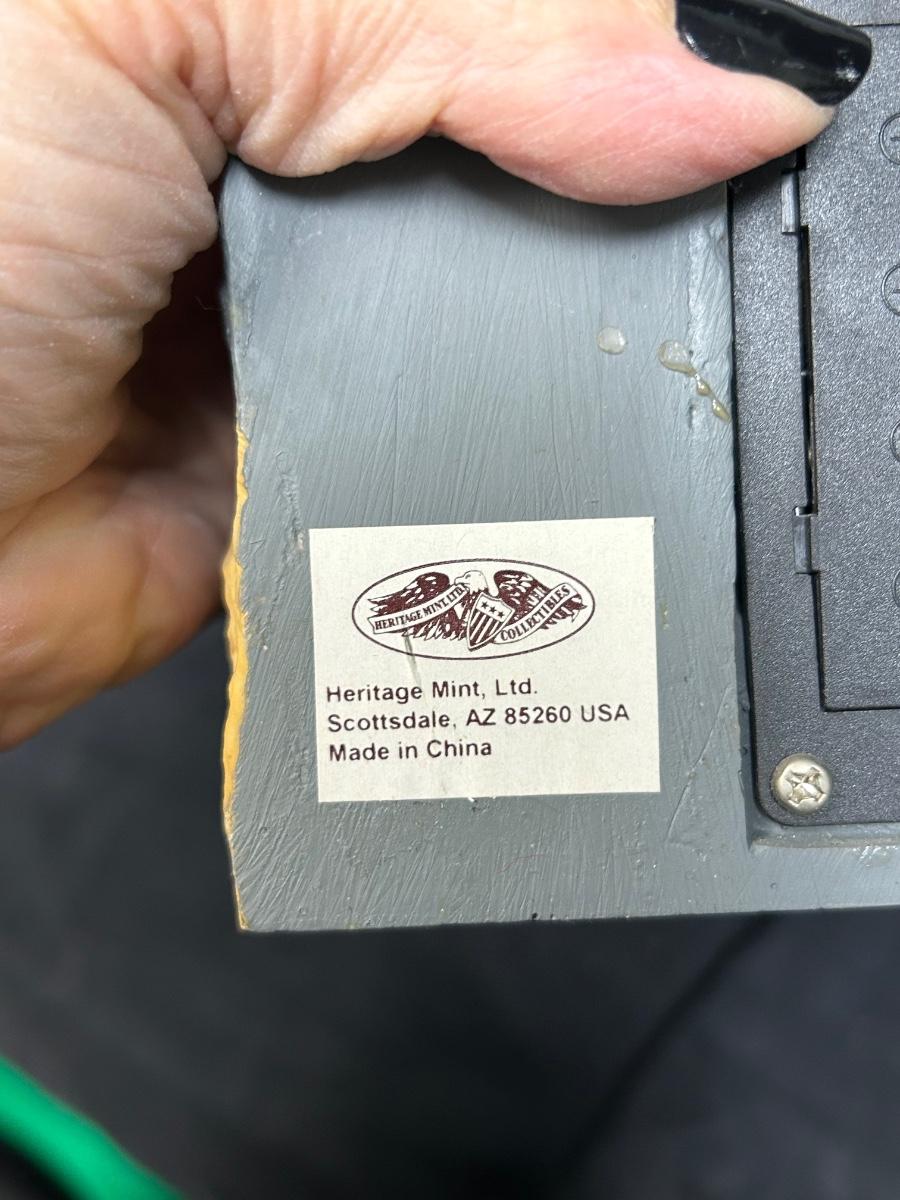 HERITAGE MINT, LTD.
COLLECTIBLES
Heritage Mint, Ltd.
Scottsdale, AZ 85260 USA
Made in China